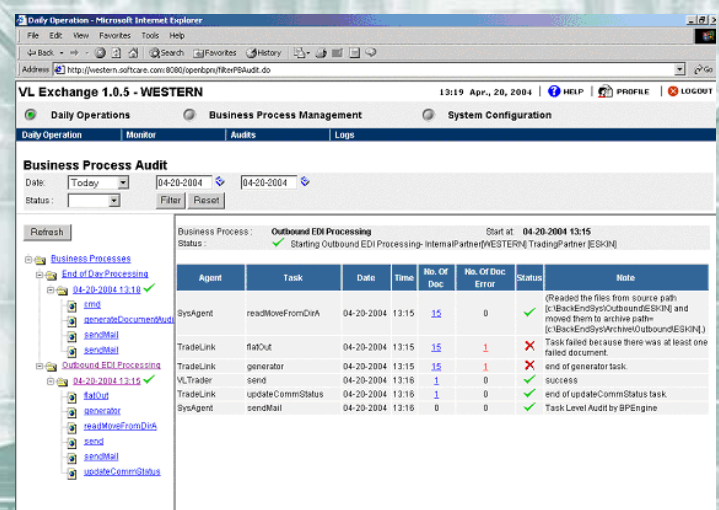 Daily Operation - Microsoft Internet Explorer
File Edit View Favorites Tools Help
Back Search Favorites History
Address http://western.softcare.com:8080/openbpn/filterPBAudit.do Go
VL Exchange 1.0.5 - WESTERN 13:19 Apr., 20, 2004 HELP PROFILE LOGOUT
Daily Operations Business Process Management System Configuration
Daily Operation Monitor Audits Logs
Business Process Audit
Date: Today 04-20-2004 04-20-2004
Status: Filter Reset
Refresh
Business Processes
End of Day Processing
04-20-2004 13:18
cmd
generateDocumentAudi
sendMail
sendMail
Outbound EDI Processing
04-20-2004 13:15
flatOut
generator
readMoveFromDirA
send
sendMail
updateCommStatus
Business Process: Outbound EDI Processing Start at 04-20-2004 13:15
Status: Starting Outbound EDI Processing- InternalPartner[WESTERN] TradingPartner [ESKIN]
Agent Task Date Time No. Of Doc No. Of Doc Error Status Note
SysAgent readMoveFromDirA 04-20-2004 13:15 15 0 (Readed the files from source path
[c:\BackEndSys\Outbound\ESKIN] and
moved them to archive path=
[c:\BackEndSys\Archive\Outbound\ESKIN].)
TradeLink flatOut 04-20-2004 13:15 15 1 Task failed because there was at least one
failed document.
TradeLink generator 04-20-2004 13:15 15 1 end of generator task.
VLTrader send 04-20-2004 13:16 1 0 success
TradeLink updateCommStatus 04-20-2004 13:16 1 0 end of updateCommStatus task
SysAgent sendMail 04-20-2004 13:16 0 0 Task Level Audit by BPEngine